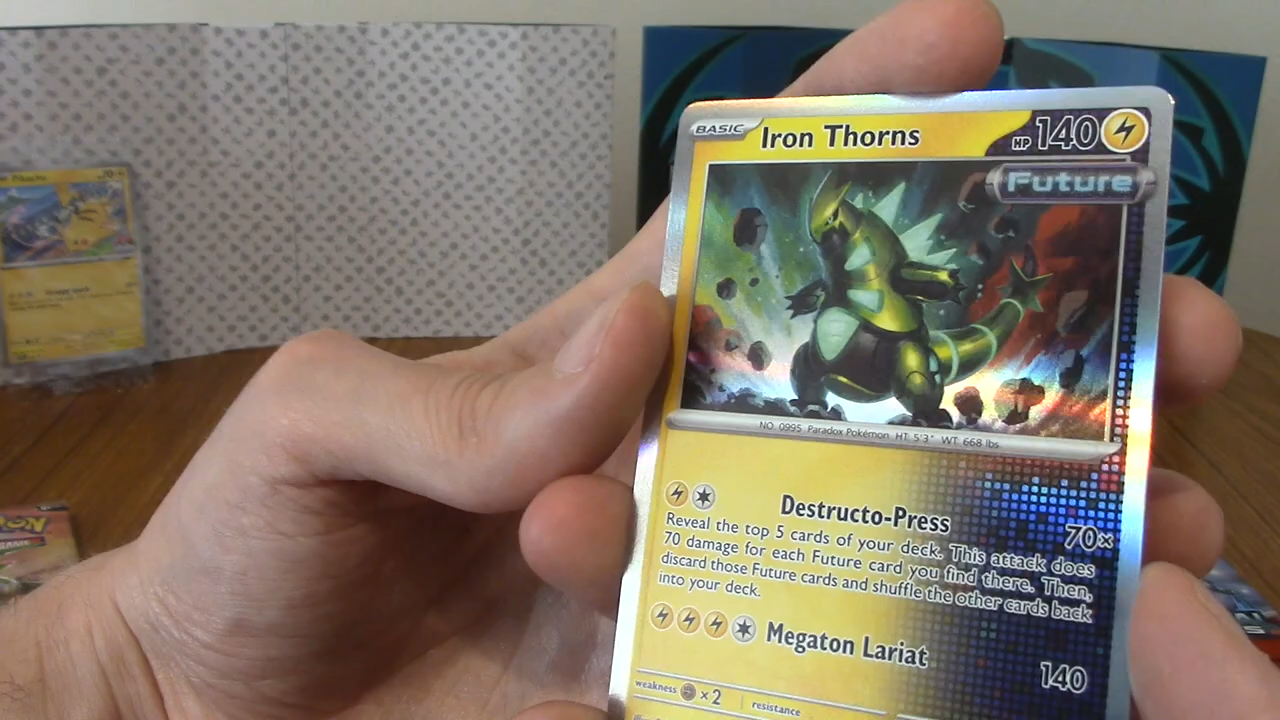 BASIC Iron Thorns HP 140
Future
NO. 0995 Paradox Pokémon HT: 5'3" WT: 668 lbs
Destructo-Press 70×
Reveal the top 5 cards of your deck. This attack does
70 damage for each Future card you find there. Then,
discard those Future cards and shuffle the other cards back
into your deck.
Megaton Lariat 140
weakness ×2 resistance
Pikachu